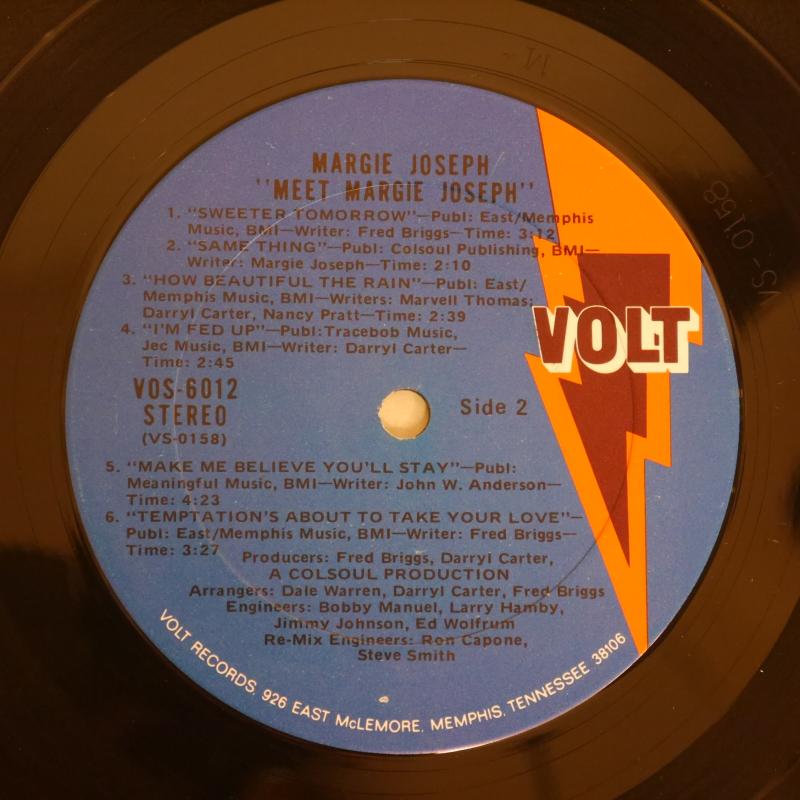 MARGIE JOSEPH
"MEET MARGIE JOSEPH"
1. "SWEETER TOMORROW"—Publ: East/Memphis
Music, BMI—Writer: Fred Briggs—Time: 3:12
2. "SAME THING"—Publ: Colsoul Publishing, BMI—
Writer: Margie Joseph—Time: 2:10
3. "HOW BEAUTIFUL THE RAIN"—Publ: East/
Memphis Music, BMI—Writers: Marvell Thomas;
Darryl Carter, Nancy Pratt—Time: 2:39
4. "I'M FED UP"—Publ:Tracebob Music,
Jec Music, BMI—Writer: Darryl Carter—
Time: 2:45
VOLT
VOS-6012
STEREO
(VS-0158)
Side 2
5. "MAKE ME BELIEVE YOU'LL STAY"—Publ:
Meaningful Music, BMI—Writer: John W. Anderson—
Time: 4:23
6. "TEMPTATION'S ABOUT TO TAKE YOUR LOVE"—
Publ: East/Memphis Music, BMI—Writer: Fred Briggs—
Time: 3:27
Producers: Fred Briggs, Darryl Carter,
A COLSOUL PRODUCTION
Arrangers: Dale Warren, Darryl Carter, Fred Briggs
Engineers: Bobby Manuel, Larry Hamby,
Jimmy Johnson, Ed Wolfrum
Re-Mix Engineers: Ron Capone,
Steve Smith
VOLT RECORDS, 926 EAST McLEMORE, MEMPHIS, TENNESSEE 38106
VS-0158